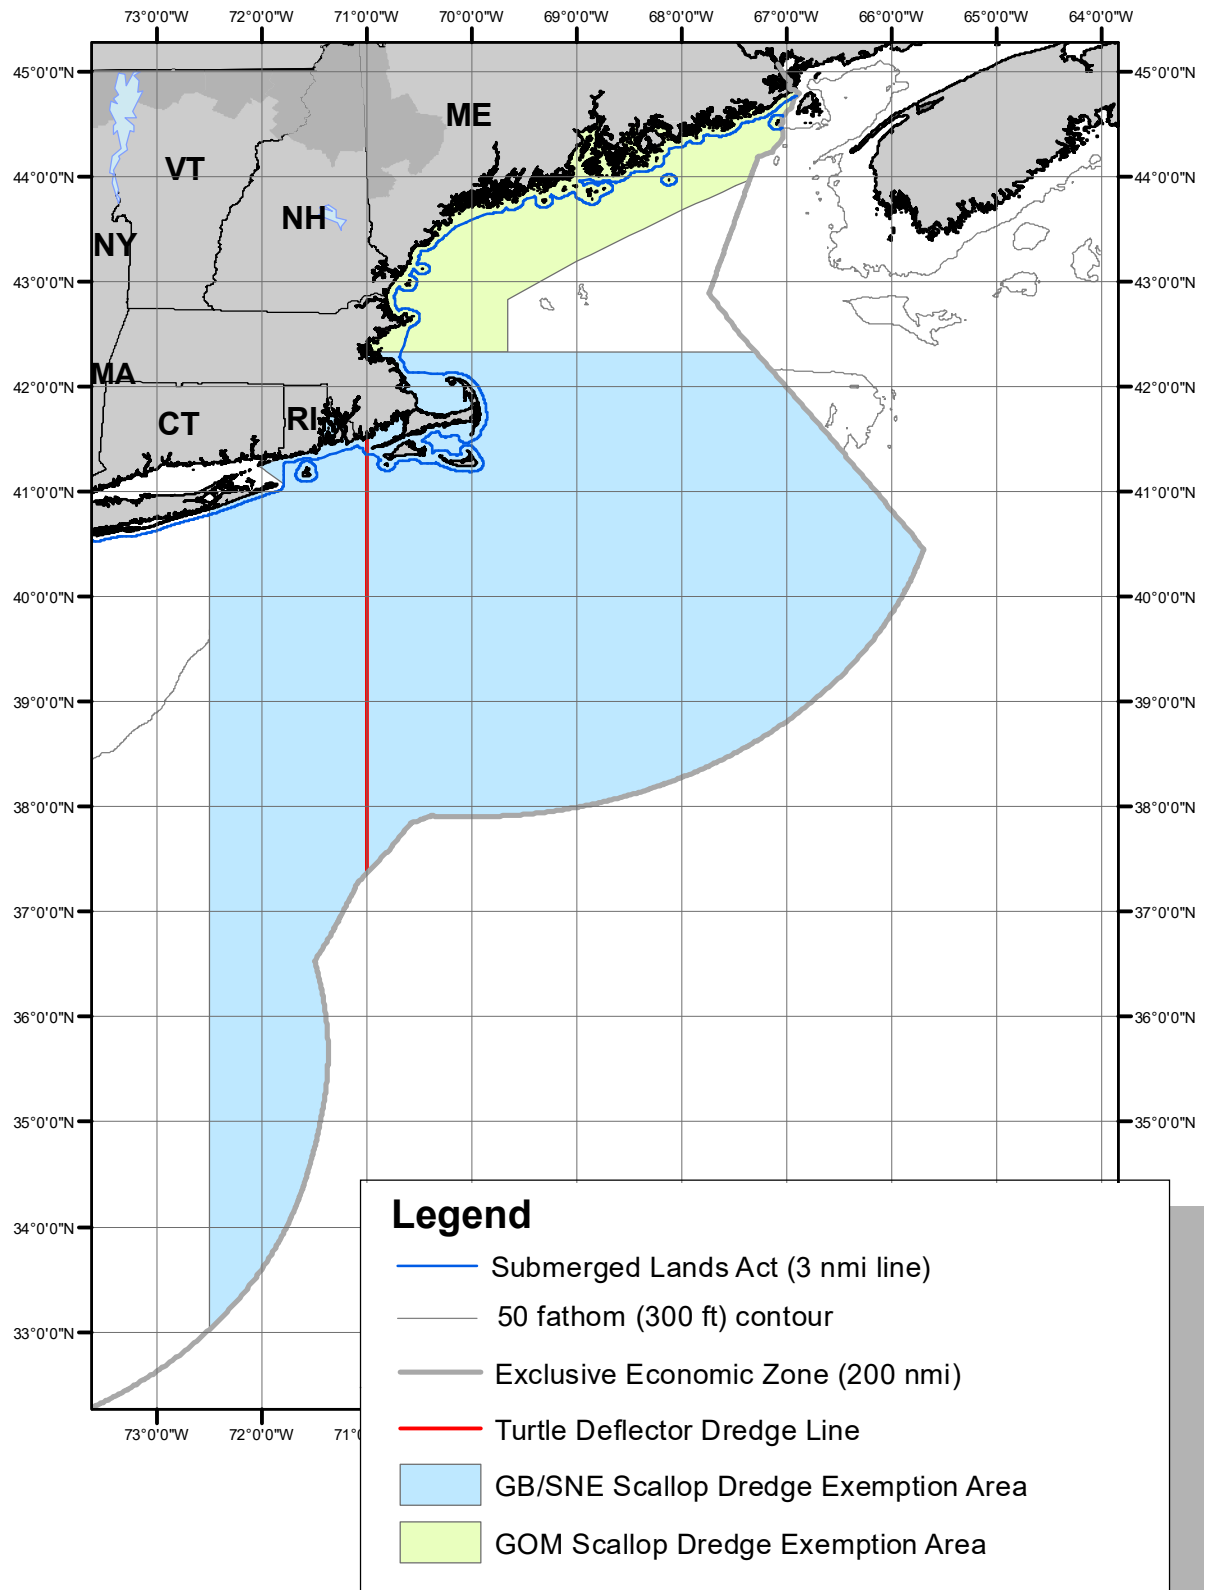 73°0'0"W 72°0'0"W 71°0'0"W 70°0'0"W 69°0'0"W 68°0'0"W 67°0'0"W 66°0'0"W 65°0'0"W 64°0'0"W
45°0'0"N 45°0'0"N
ME
VT
44°0'0"N 44°0'0"N
NH
NY
43°0'0"N 43°0'0"N
MA
42°0'0"N 42°0'0"N
CT RI
41°0'0"N 41°0'0"N
40°0'0"N 40°0'0"N
39°0'0"N 39°0'0"N
38°0'0"N 38°0'0"N
37°0'0"N 37°0'0"N
36°0'0"N 36°0'0"N
35°0'0"N 35°0'0"N
34°0'0"N
33°0'0"N
73°0'0"W 72°0'0"W 71°0
Legend
Submerged Lands Act (3 nmi line)
50 fathom (300 ft) contour
Exclusive Economic Zone (200 nmi)
Turtle Deflector Dredge Line
GB/SNE Scallop Dredge Exemption Area
GOM Scallop Dredge Exemption Area